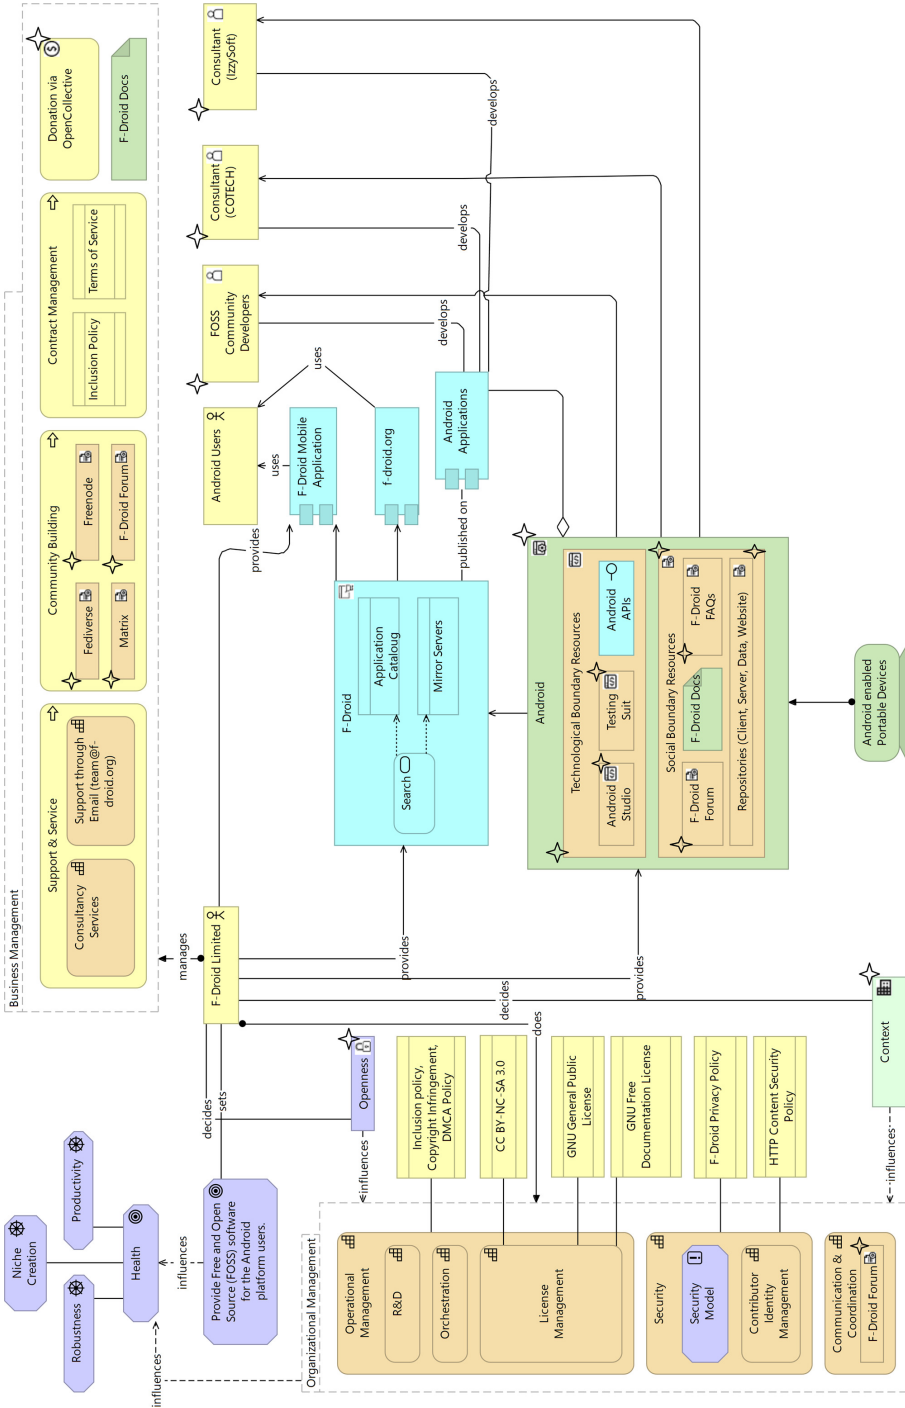 Niche
Creation
Robustness
Productivity
Health
influences
influences
Provide Free and Open
Source (FOSS) software
for the Android
platform users.
decides
sets
Business Management
Support & Service
Consultancy
Services
Support through
Email (team@f-
droid.org)
Community Building
Fediverse
Freenode
Matrix
F-Droid Forum
Contract Management
Inclusion Policy
Terms of Service
Donation via
OpenCollective
F-Droid Docs
manages
F-Droid Limited
provides
Android Users
FOSS
Community
Developers
Consultant
(COTECH)
Consultant
(IzzySoft)
uses
uses
F-Droid Mobile
Application
f-droid.org
Android
Applications
develops
develops
develops
published on
F-Droid
Search
Application
Cataloug
Mirror Servers
provides
provides
decides
does
Android
Technological Boundary Resources
Android
Studio
Testing
Suit
Android
APIs
Social Boundary Resources
F-Droid
Forum
F-Droid Docs
F-Droid
FAQs
Repositories (Client, Server, Data, Website)
Android enabled
Portable Devices
Openness
influences
Context
influences
Organizational Management
Operational
Management
R&D
Orchestration
License
Management
Security
Security
Model
Contributor
Identity
Management
Communication &
Coordination
F-Droid Forum
Inclusion policy,
Copyright Infringement,
DMCA Policy
CC BY-NC-SA 3.0
GNU General Public
License
GNU Free
Documentation License
F-Droid Privacy Policy
HTTP Content Security
Policy